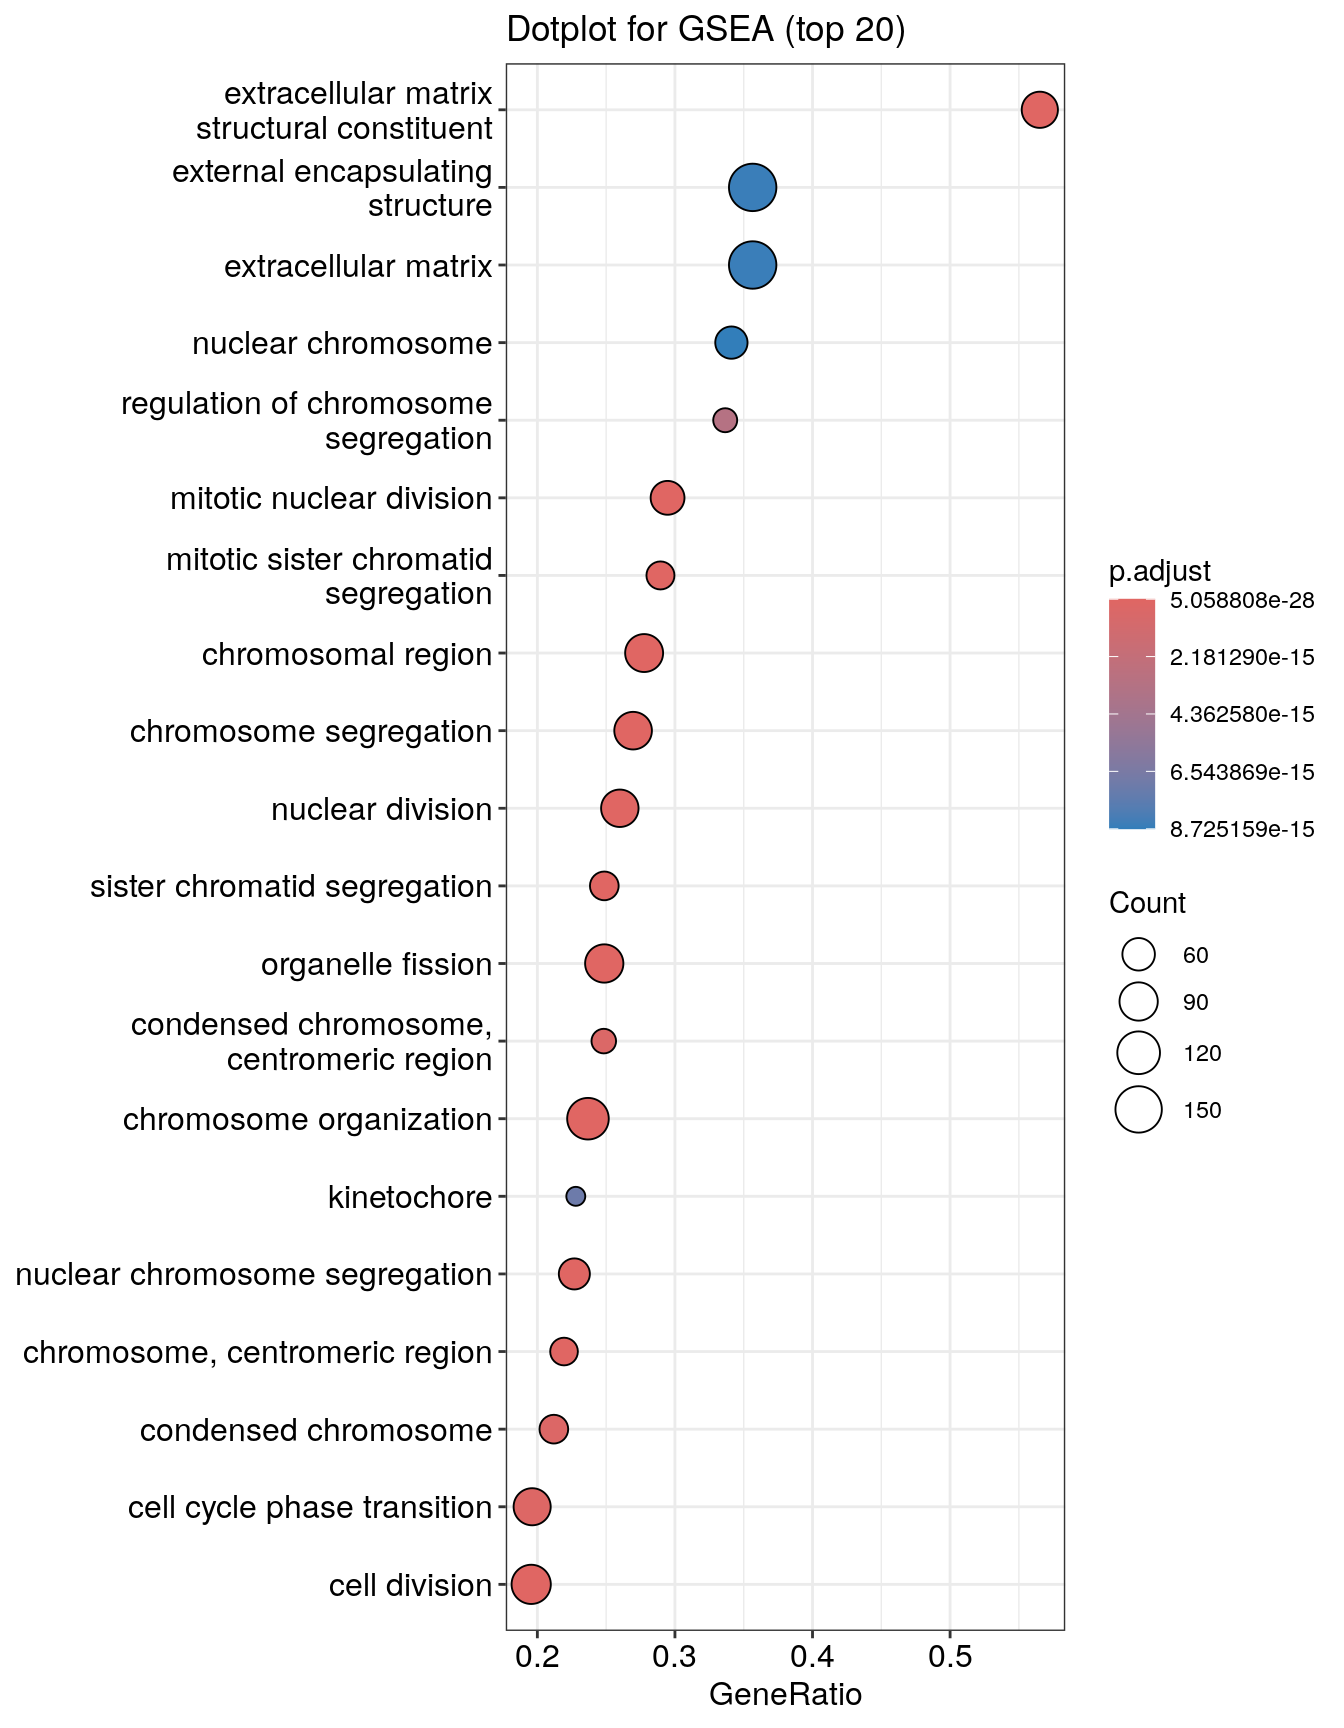 Dotplot for GSEA (top 20)
extracellular matrix
structural constituent
external encapsulating
structure
extracellular matrix
nuclear chromosome
regulation of chromosome
segregation
mitotic nuclear division
mitotic sister chromatid
segregation
chromosomal region
chromosome segregation
nuclear division
sister chromatid segregation
organelle fission
condensed chromosome,
centromeric region
chromosome organization
kinetochore
nuclear chromosome segregation
chromosome, centromeric region
condensed chromosome
cell cycle phase transition
cell division
0.2 0.3 0.4 0.5
GeneRatio
p.adjust
5.058808e-28
2.181290e-15
4.362580e-15
6.543869e-15
8.725159e-15
Count
60
90
120
150